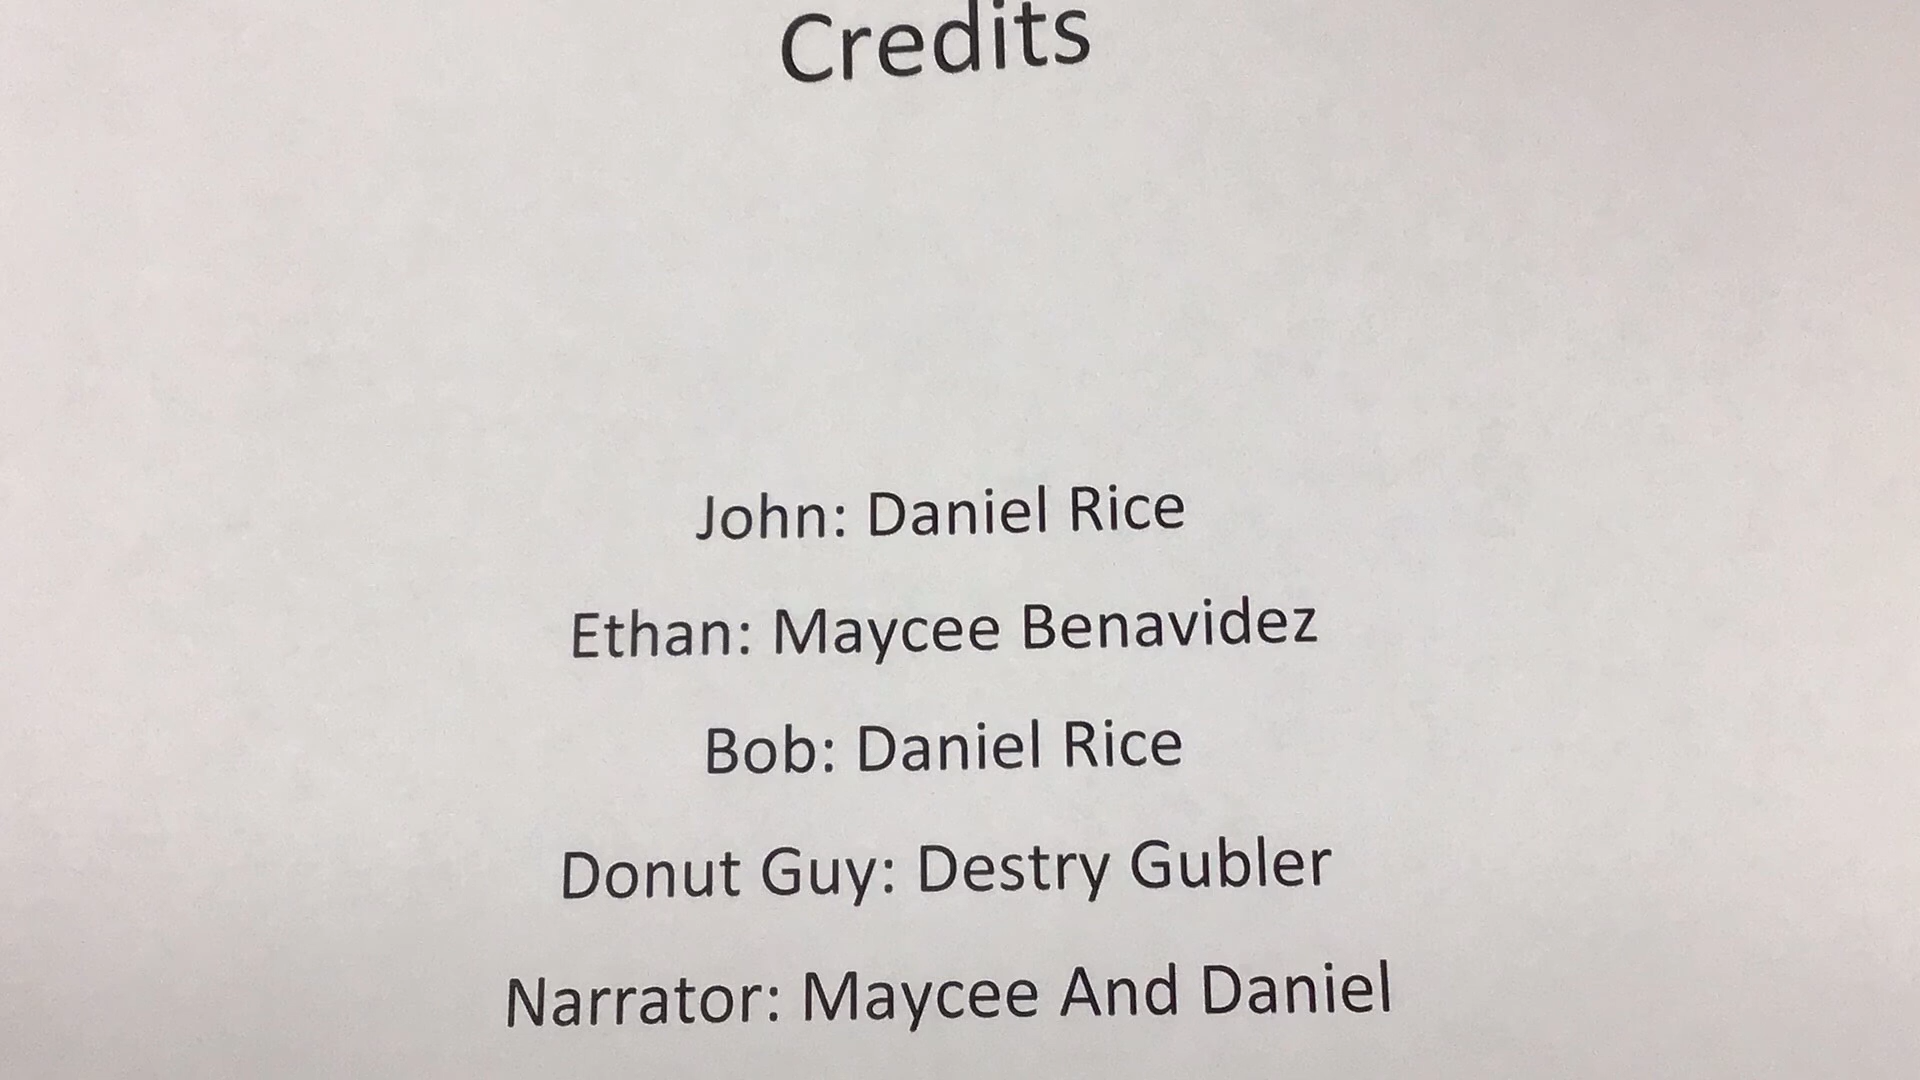 Credits
John: Daniel Rice
Ethan: Maycee Benavidez
Bob: Daniel Rice
Donut Guy: Destry Gubler
Narrator: Maycee And Daniel